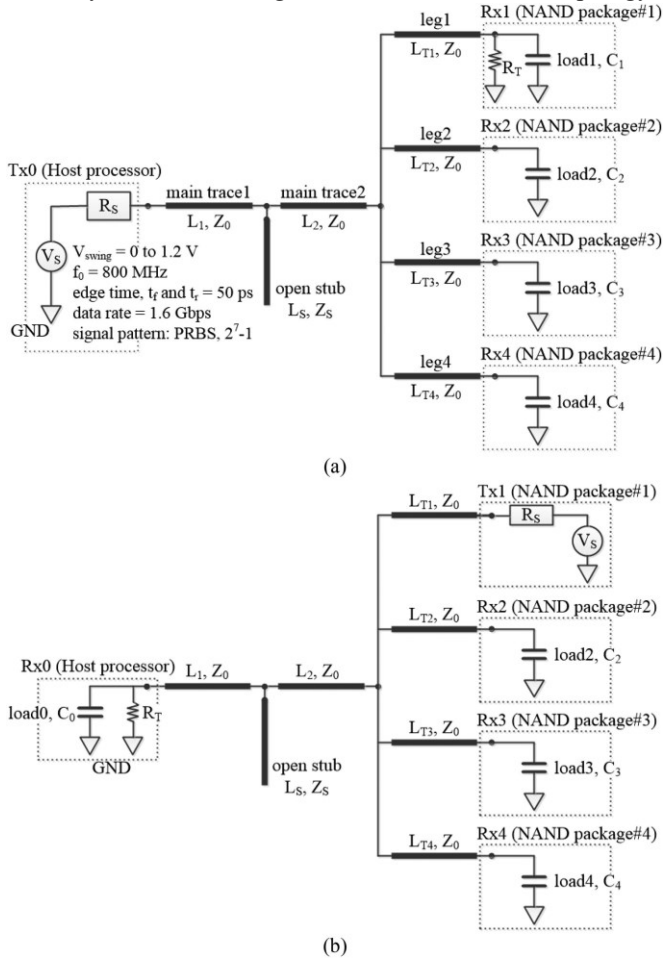 leg1
L_T1, Z_0
Rx1 (NAND package#1)
R_T
load1, C_1
leg2
L_T2, Z_0
Rx2 (NAND package#2)
load2, C_2
Tx0 (Host processor)
R_S
main trace1
L_1, Z_0
main trace2
L_2, Z_0
V_S
V_swing = 0 to 1.2 V
f_0 = 800 MHz
edge time, t_f and t_r = 50 ps
data rate = 1.6 Gbps
signal pattern: PRBS, 2^7-1
GND
open stub
L_S, Z_S
leg3
L_T3, Z_0
Rx3 (NAND package#3)
load3, C_3
leg4
L_T4, Z_0
Rx4 (NAND package#4)
load4, C_4
(a)
L_T1, Z_0
Tx1 (NAND package#1)
R_S
V_S
L_T2, Z_0
Rx2 (NAND package#2)
load2, C_2
Rx0 (Host processor)
load0, C_0
R_T
GND
L_1, Z_0
L_2, Z_0
open stub
L_S, Z_S
L_T3, Z_0
Rx3 (NAND package#3)
load3, C_3
L_T4, Z_0
Rx4 (NAND package#4)
load4, C_4
(b)